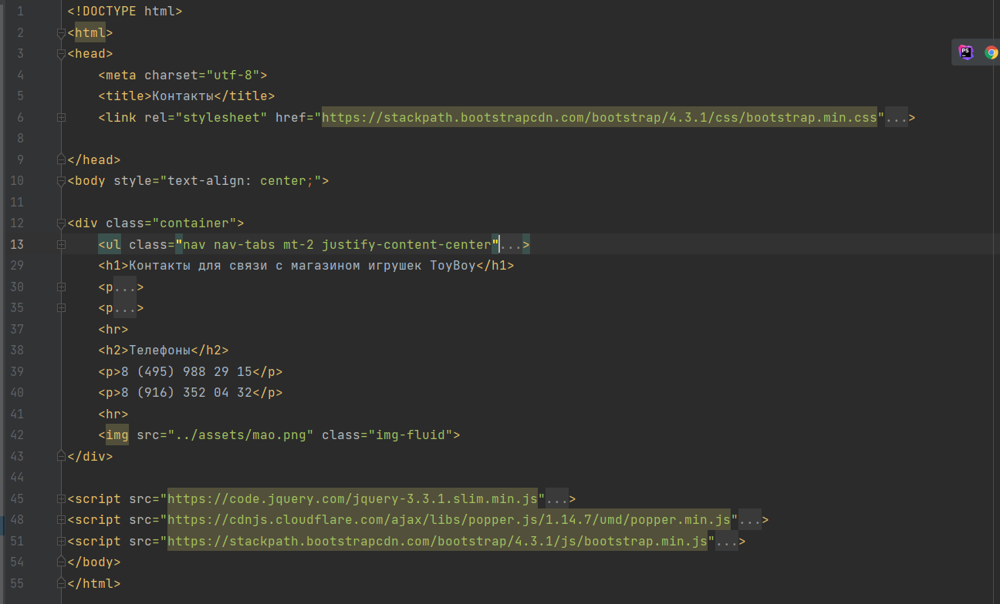 1 <!DOCTYPE html>
2 <html>
3 <head>
4 <meta charset="utf-8">
5 <title>Контакты</title>
6 <link rel="stylesheet" href="https://stackpath.bootstrapcdn.com/bootstrap/4.3.1/css/bootstrap.min.css"...>
8
9 </head>
10 <body style="text-align: center;">
11
12 <div class="container">
13 <ul class="nav nav-tabs mt-2 justify-content-center"...>
29 <h1>Контакты для связи с магазином игрушек ToyBoy</h1>
30 <p...>
35 <p...>
37 <hr>
38 <h2>Телефоны</h2>
39 <p>8 (495) 988 29 15</p>
40 <p>8 (916) 352 04 32</p>
41 <hr>
42 <img src="../assets/mao.png" class="img-fluid">
43 </div>
44
45 <script src="https://code.jquery.com/jquery-3.3.1.slim.min.js"...>
48 <script src="https://cdnjs.cloudflare.com/ajax/libs/popper.js/1.14.7/umd/popper.min.js"...>
51 <script src="https://stackpath.bootstrapcdn.com/bootstrap/4.3.1/js/bootstrap.min.js"...>
54 </body>
55 </html>
PS